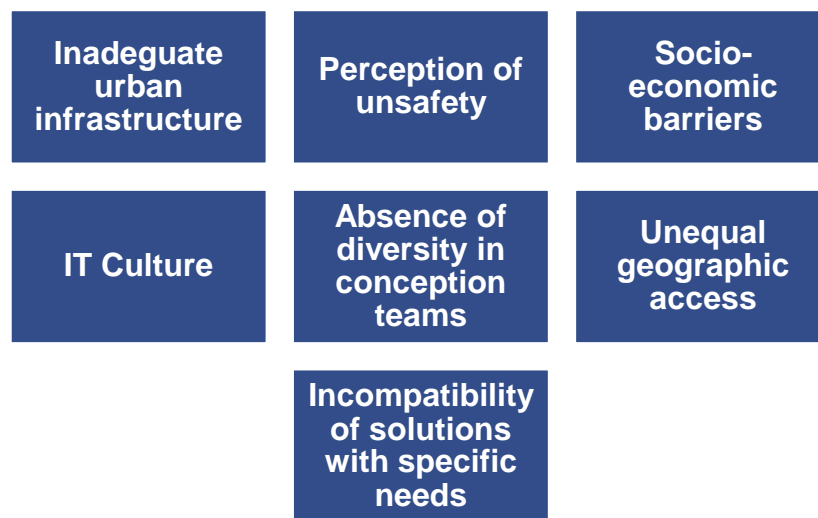 Inadeguate
urban
infrastructure
Perception of
unsafety
Socio-
economic
barriers
IT Culture
Absence of
diversity in
conception
teams
Unequal
geographic
access
Incompatibility
of solutions
with specific
needs